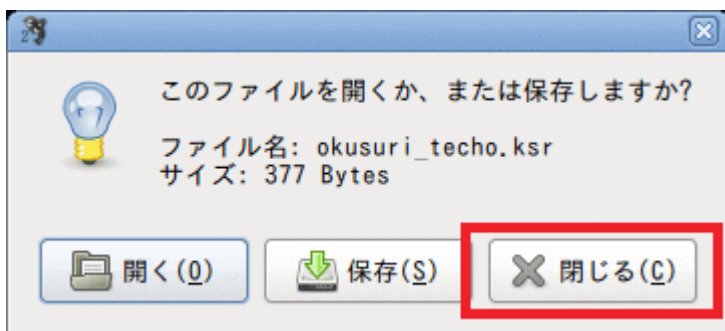 2
このファイルを開くか、または保存しますか?
ファイル名: okusuri_techo.ksr
サイズ: 377 Bytes
開く(O)
保存(S)
閉じる(C)